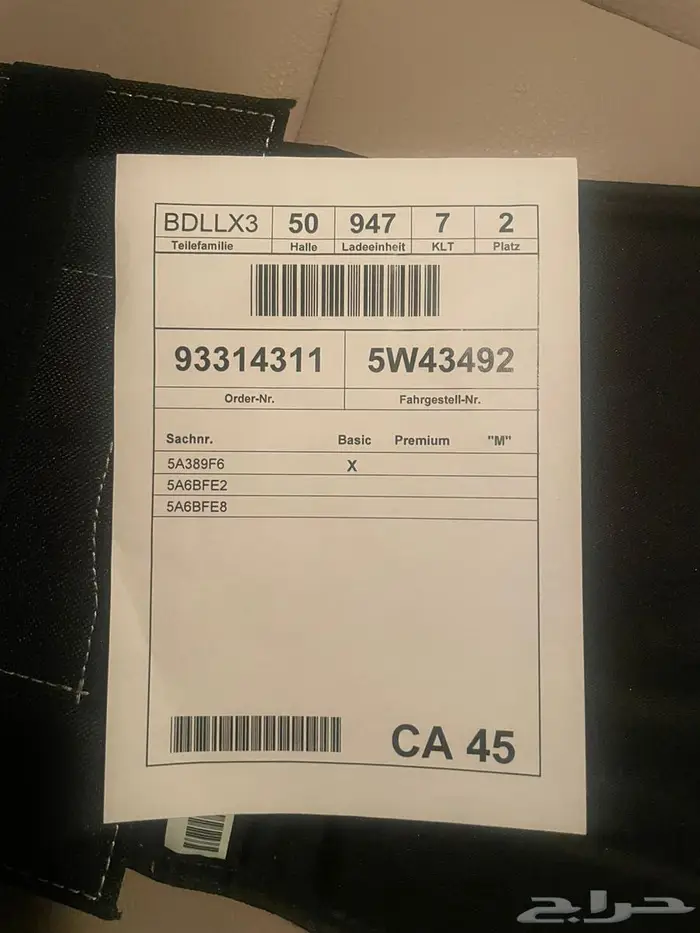 BDLLX3 50 947 7 2
Teilefamilie Halle Ladeeinheit KLT Platz
93314311 5W43492
Order-Nr. Fahrgestell-Nr.
Sachnr. Basic Premium "M"
5A389F6 X
5A6BFE2
5A6BFE8
CA 45
حراج